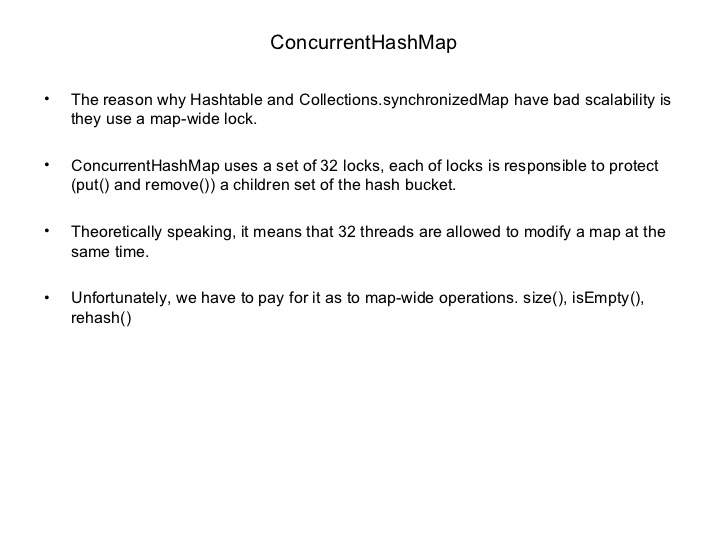 ConcurrentHashMap
• The reason why Hashtable and Collections.synchronizedMap have bad scalability is
they use a map-wide lock.
• ConcurrentHashMap uses a set of 32 locks, each of locks is responsible to protect
(put() and remove()) a children set of the hash bucket.
• Theoretically speaking, it means that 32 threads are allowed to modify a map at the
same time.
• Unfortunately, we have to pay for it as to map-wide operations. size(), isEmpty(),
rehash()